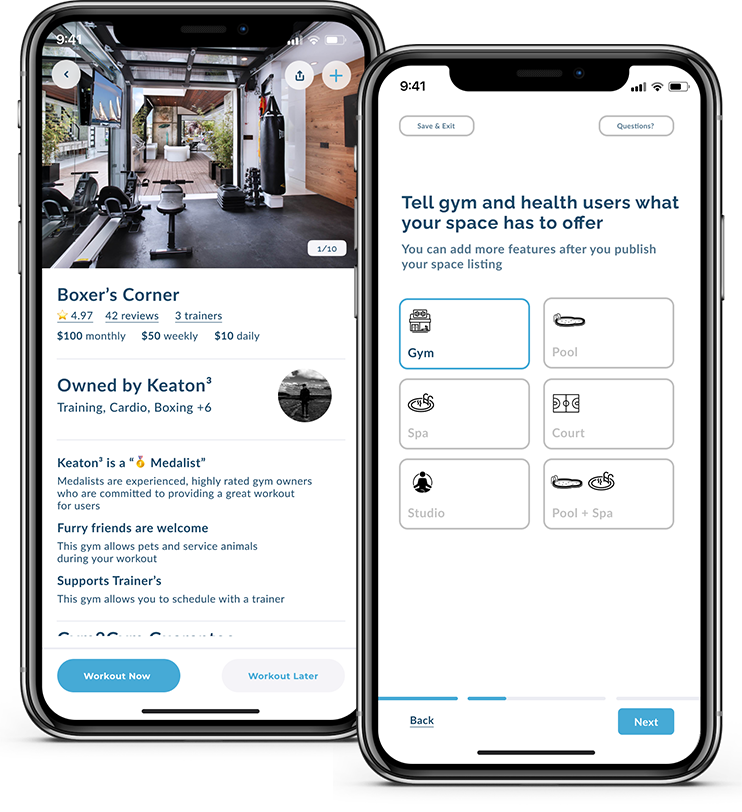 9:41
1/10
Boxer's Corner
4.97 42 reviews 3 trainers
$100 monthly $50 weekly $10 daily
Owned by Keaton³
Training, Cardio, Boxing +6
Keaton³ is a “🏅 Medalist”
Medalists are experienced, highly rated gym owners
who are committed to providing a great workout
for users
Furry friends are welcome
This gym allows pets and service animals
during your workout
Supports Trainer's
This gym allows you to schedule with a trainer
Workout Now
Workout Later
9:41
Save & Exit
Questions?
Tell gym and health users what
your space has to offer
You can add more features after you publish
your space listing
Gym
Pool
Spa
Court
Studio
Pool + Spa
Back
Next